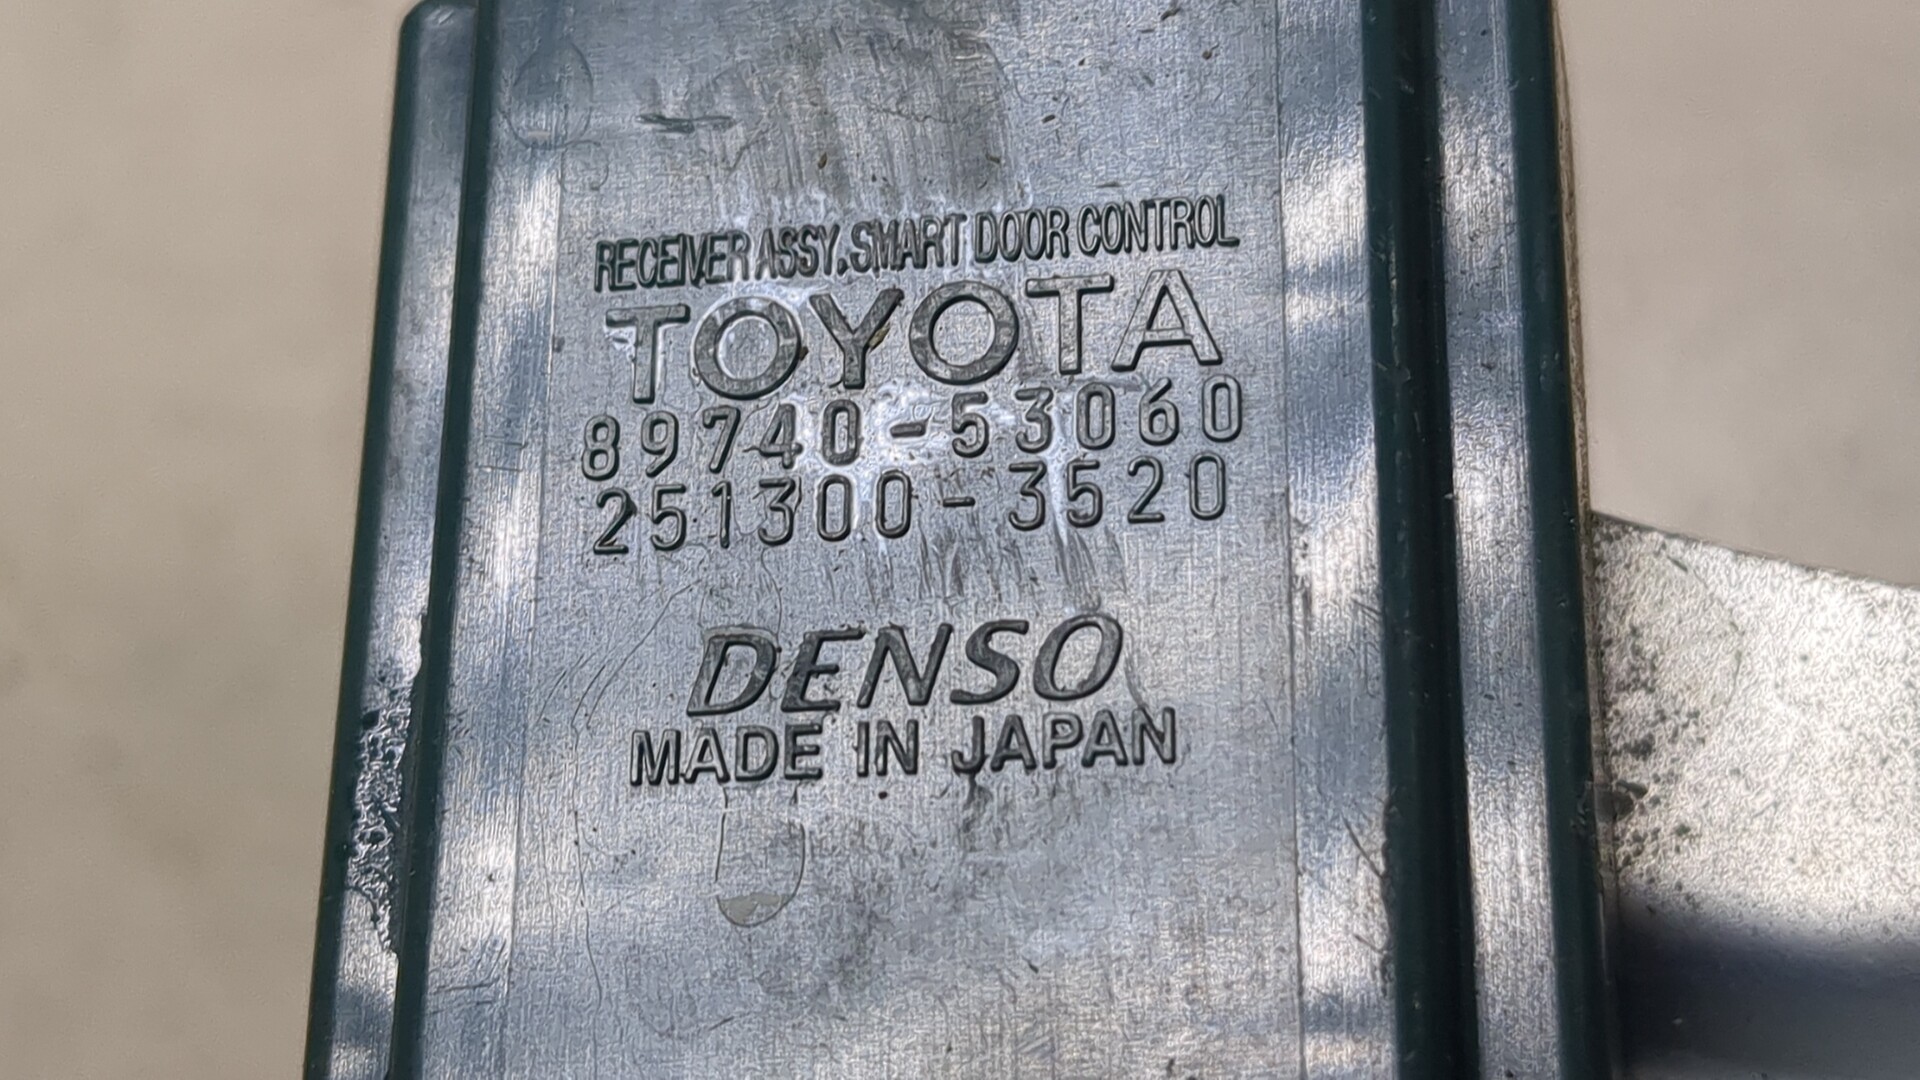 RECEIVER ASSY,SMART DOOR CONTROL
TOYOTA
89740-53060
251300-3520
DENSO
MADE IN JAPAN